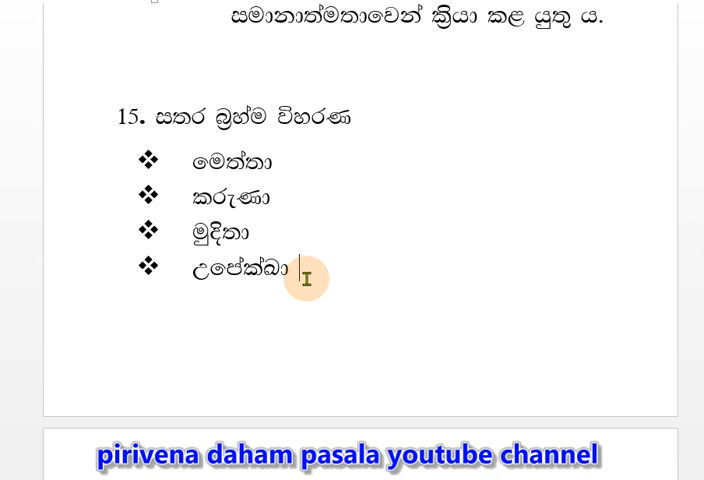 සමානාත්මතාවෙන් ක්‍රියා කළ යුතු ය.
15. සතර බ්‍රහ්ම විහරණ
❖ මෙත්තා
❖ කරුණා
❖ මුදිතා
❖ උපේක්ඛා
pirivena daham pasala youtube channel